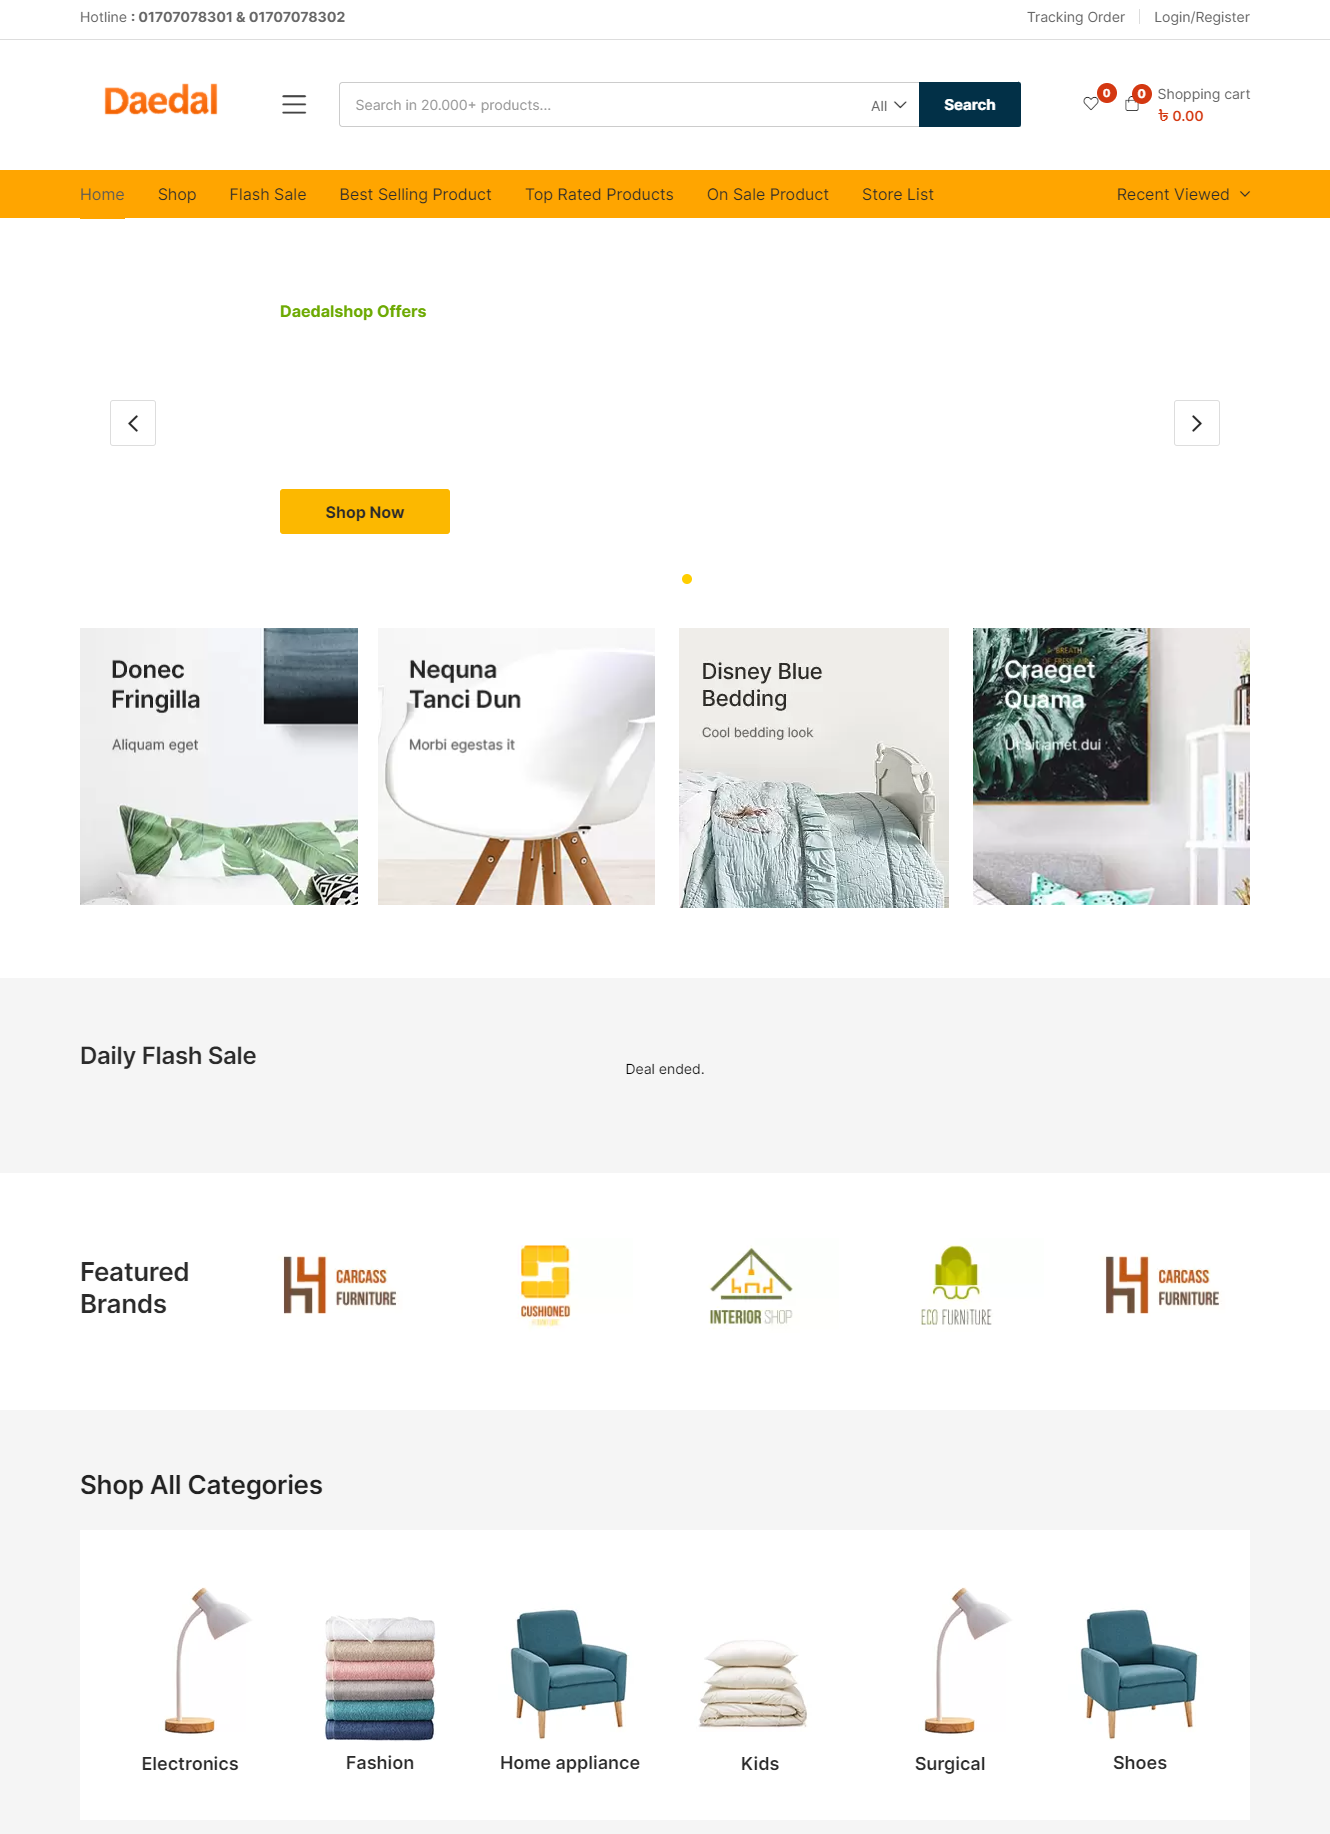 Hotline : 01707078301 & 01707078302
Tracking Order
Login/Register
Daedal
Search in 20.000+ products...
All
Search
0
0
Shopping cart
৳ 0.00
Home
Shop
Flash Sale
Best Selling Product
Top Rated Products
On Sale Product
Store List
Recent Viewed
Daedalshop Offers
Shop Now
Donec
Fringilla
Aliquam eget
Nequna
Tanci Dun
Morbi egestas it
Disney Blue
Bedding
Cool bedding look
A BREATH
OF FRESH AIR
Craeget
Quama
Ut sit amet dui
Daily Flash Sale
Deal ended.
Featured
Brands
CARCASS
FURNITURE
CUSHIONED
INTERIOR SHOP
ECO FURNITURE
CARCASS
FURNITURE
Shop All Categories
Electronics
Fashion
Home appliance
Kids
Surgical
Shoes